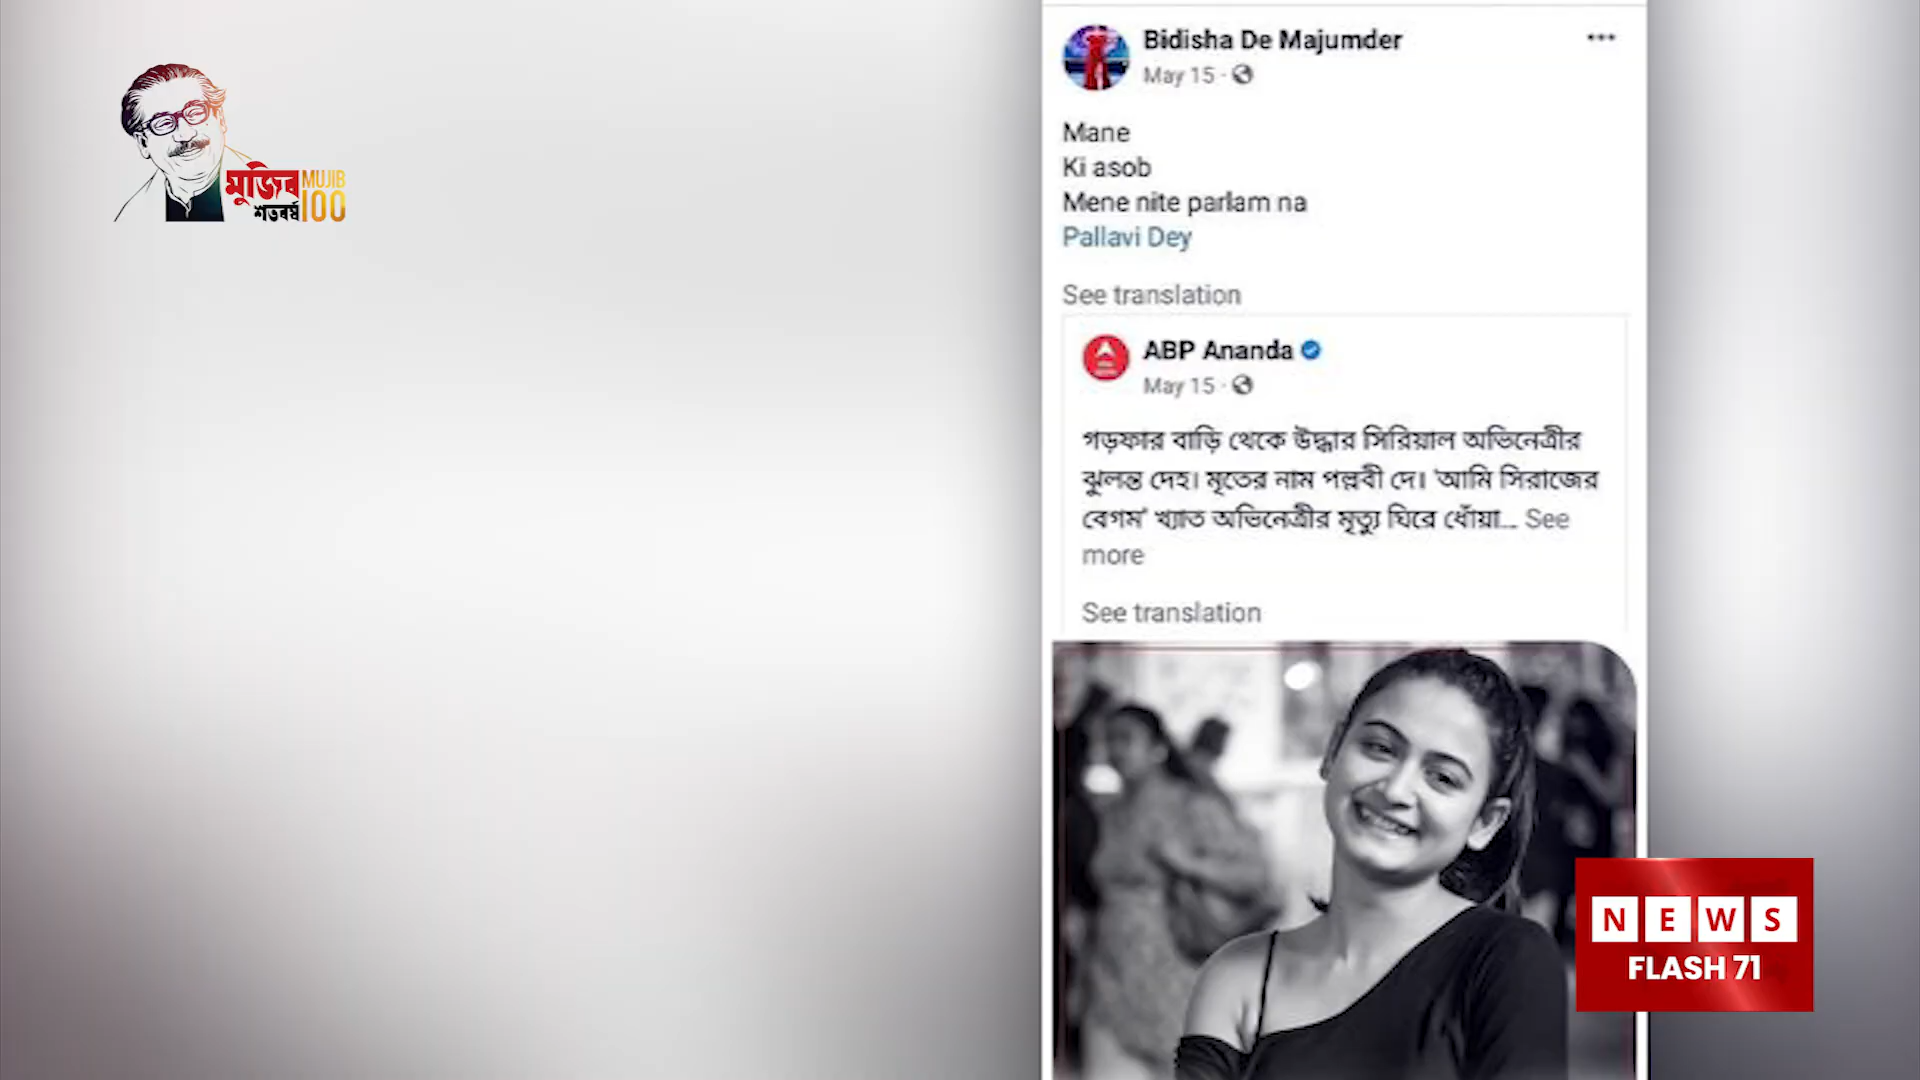 মুজিব
শতবর্ষ
MUJIB
100
Bidisha De Majumder
May 15 ·
Mane
Ki asob
Mene nite parlam na
Pallavi Dey
See translation
ABP Ananda
May 15 ·
গড়ফার বাড়ি থেকে উদ্ধার সিরিয়াল অভিনেত্রীর
ঝুলন্ত দেহ। মৃতের নাম পল্লবী দে। 'আমি সিরাজের
বেগম' খ্যাত অভিনেত্রীর মৃত্যু ঘিরে ধোঁয়া... See
more
See translation
NEWS
FLASH 71